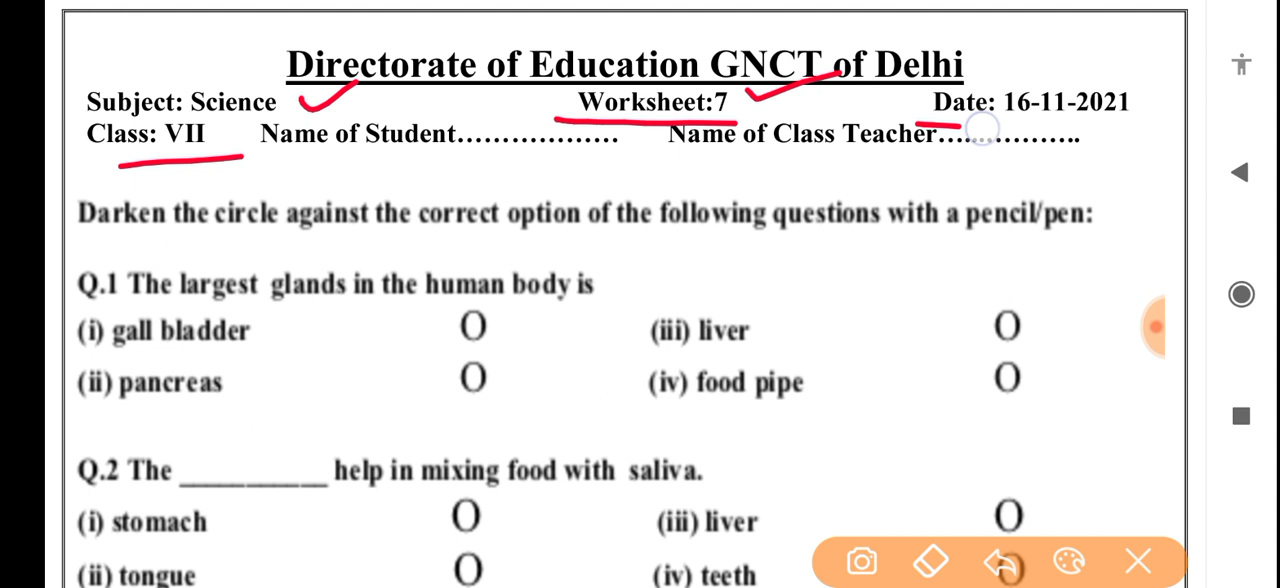 Directorate of Education GNCT of Delhi
Subject: Science Worksheet:7 Date: 16-11-2021
Class: VII Name of Student.................. Name of Class Teacher................
Darken the circle against the correct option of the following questions with a pencil/pen:
Q.1 The largest glands in the human body is
(i) gall bladder O (iii) liver O
(ii) pancreas O (iv) food pipe O
Q.2 The __________ help in mixing food with saliva.
(i) stomach O (iii) liver O
(ii) tongue O (iv) teeth O